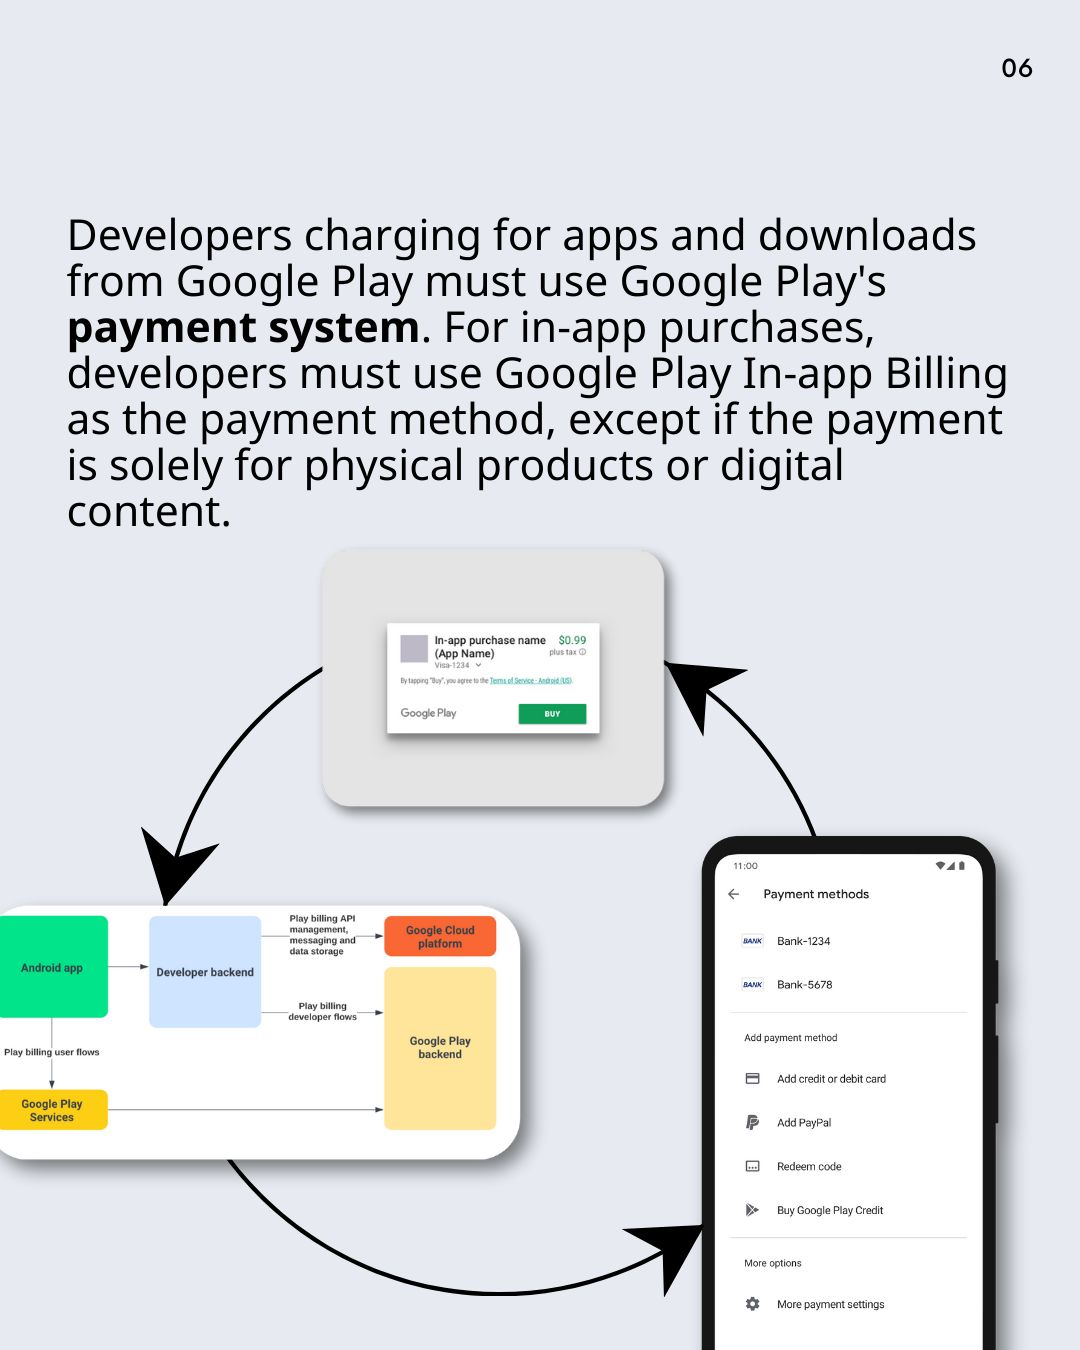 06
Developers charging for apps and downloads
from Google Play must use Google Play's
payment system. For in-app purchases,
developers must use Google Play In-app Billing
as the payment method, except if the payment
is solely for physical products or digital
content.
In-app purchase name $0.99
(App Name) plus tax
Visa-1234
By tapping "Buy", you agree to the Terms of Service - Android (US).
Google Play BUY
Android app
Developer backend
Play billing API
management,
messaging and
data storage
Google Cloud
platform
Play billing
developer flows
Google Play
backend
Play billing user flows
Google Play
Services
11:00
Payment methods
BANK Bank-1234
BANK Bank-5678
Add payment method
Add credit or debit card
Add PayPal
Redeem code
Buy Google Play Credit
More options
More payment settings